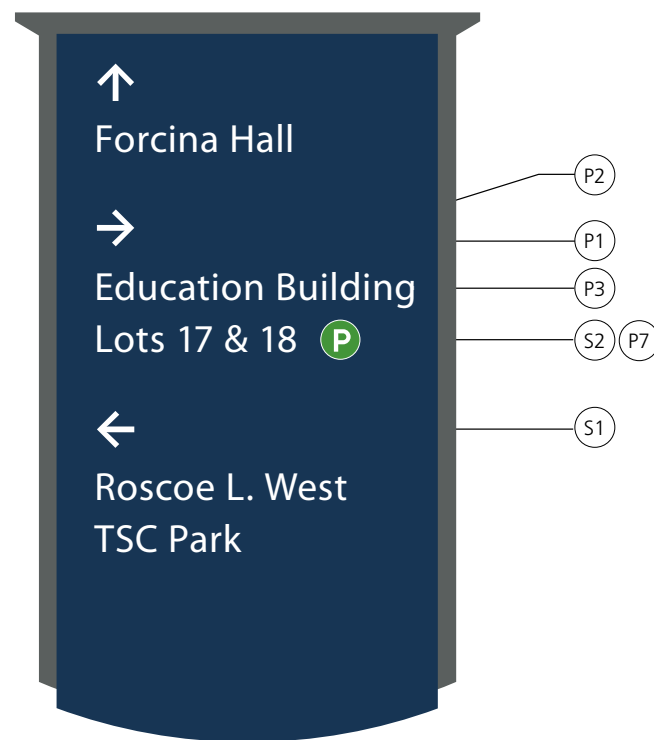 ↑
Forcina Hall
→
Education Building
Lots 17 & 18 P
←
Roscoe L. West
TSC Park
P2
P1
P3
S2 P7
S1